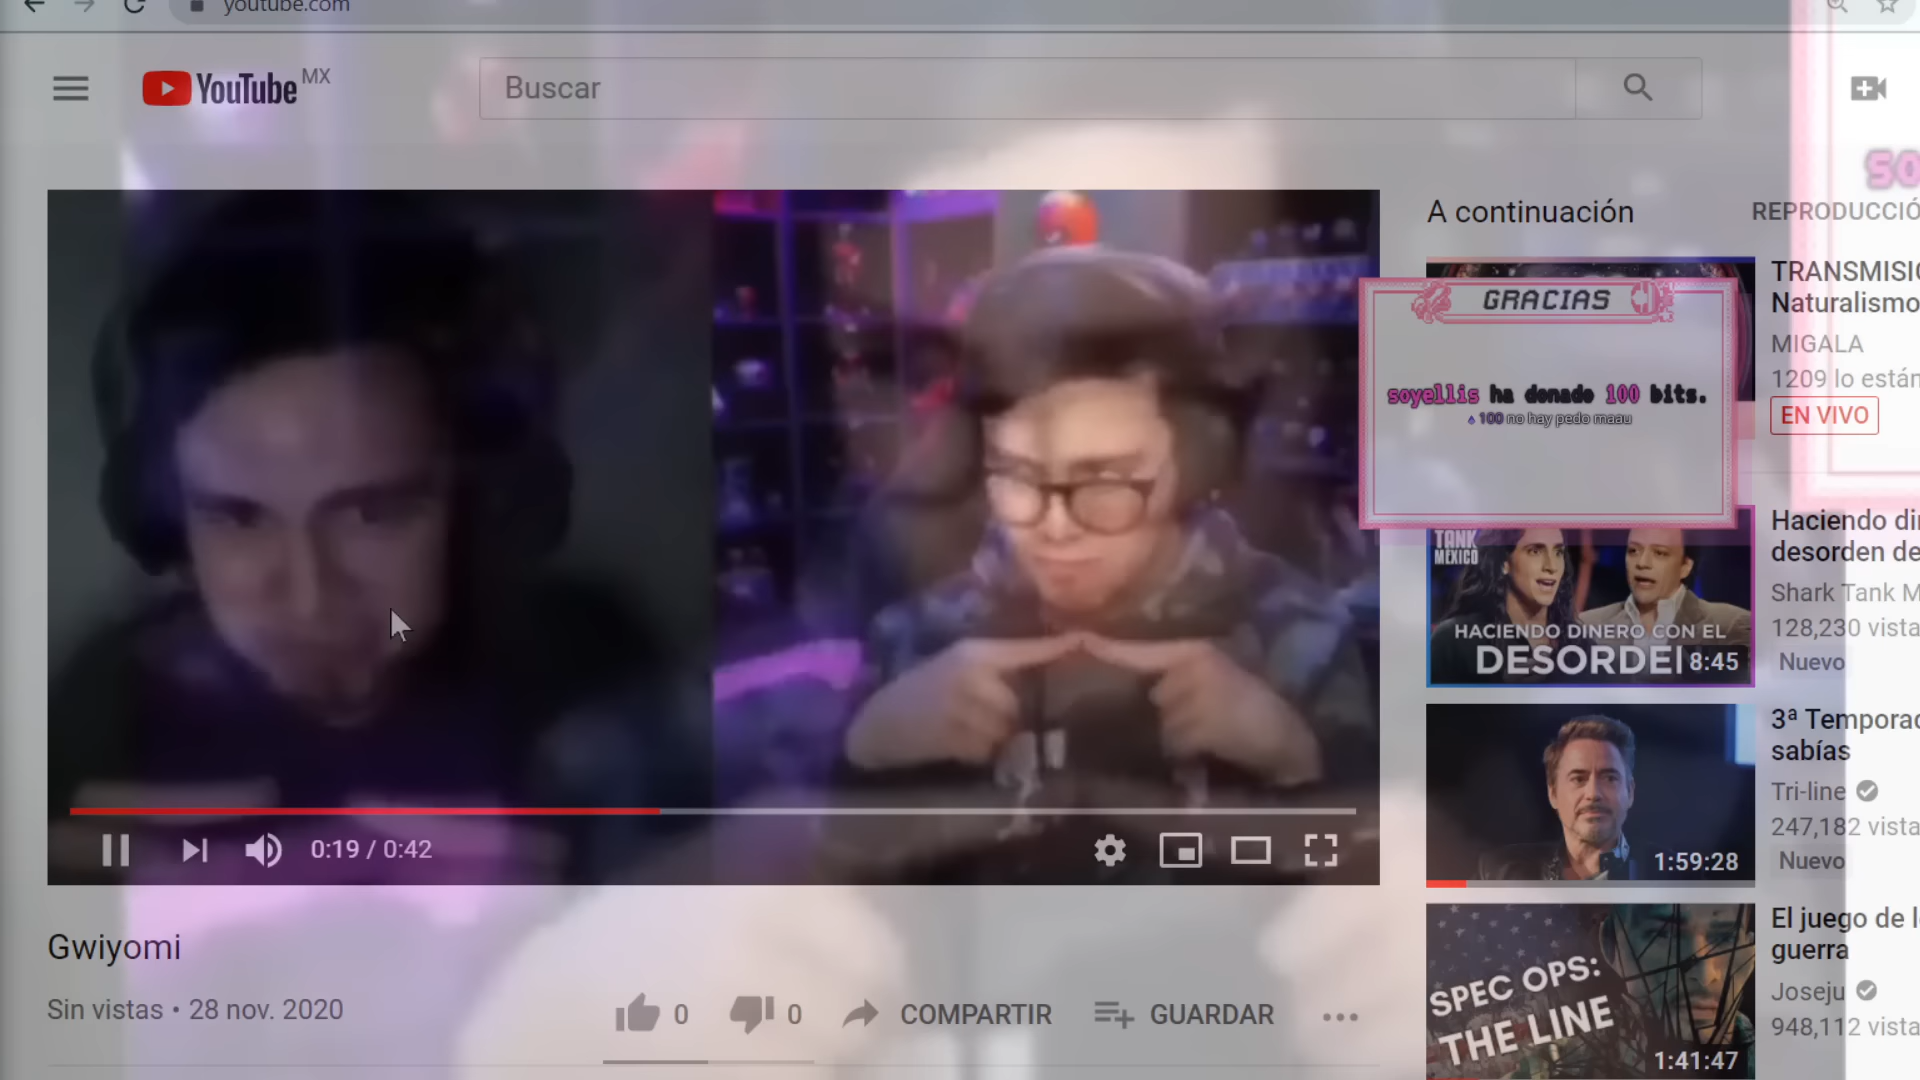 youtube.com
YouTube MX
Buscar
SO
A continuación
REPRODUCCIÓ
GRACIAS
soyellis ha donado 100 bits.
100 no hay pedo maau
TRANSMISIÓ
Naturalismo
MIGALA
1209 lo están
EN VIVO
TANK
MÉXICO
HACIENDO DINERO CON EL
DESORDEN
8:45
Haciendo di
desorden de
Shark Tank M
128,230 vista
Nuevo
1:59:28
3ª Temporad
sabías
Tri-line
247,182 vista
Nuevo
SPEC OPS:
THE LINE
1:41:47
El juego de l
guerra
Joseju
948,112 vista
0:19 / 0:42
Gwiyomi
Sin vistas • 28 nov. 2020
0
0
COMPARTIR
GUARDAR